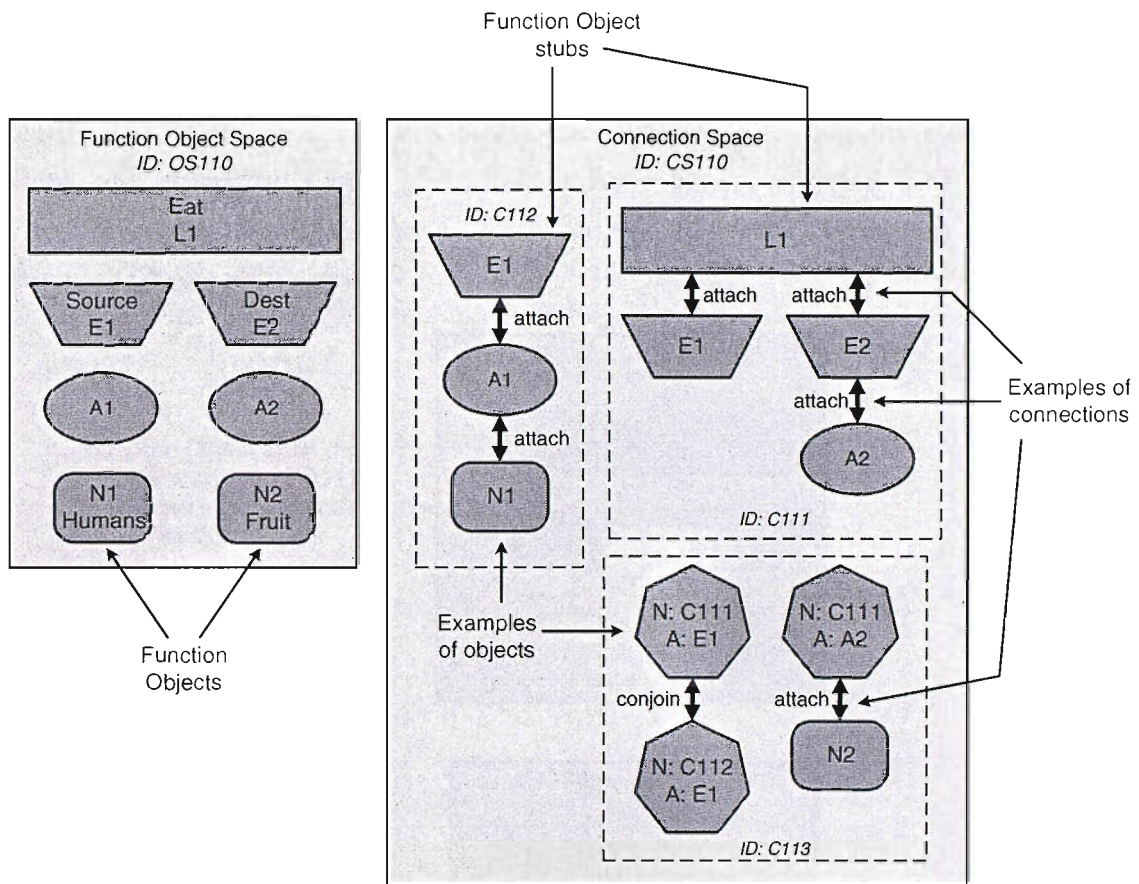 Function Object
stubs
Function Object Space
ID: OS110
Eat
L1
Source
E1
Dest
E2
A1
A2
N1
Humans
N2
Fruit
Function
Objects
Connection Space
ID: CS110
ID: C112
E1
attach
A1
attach
N1
L1
attach
attach
E1
E2
attach
A2
ID: C111
Examples of
connections
Examples
of objects
N: C111
A: E1
N: C111
A: A2
conjoin
attach
N: C112
A: E1
N2
ID: C113